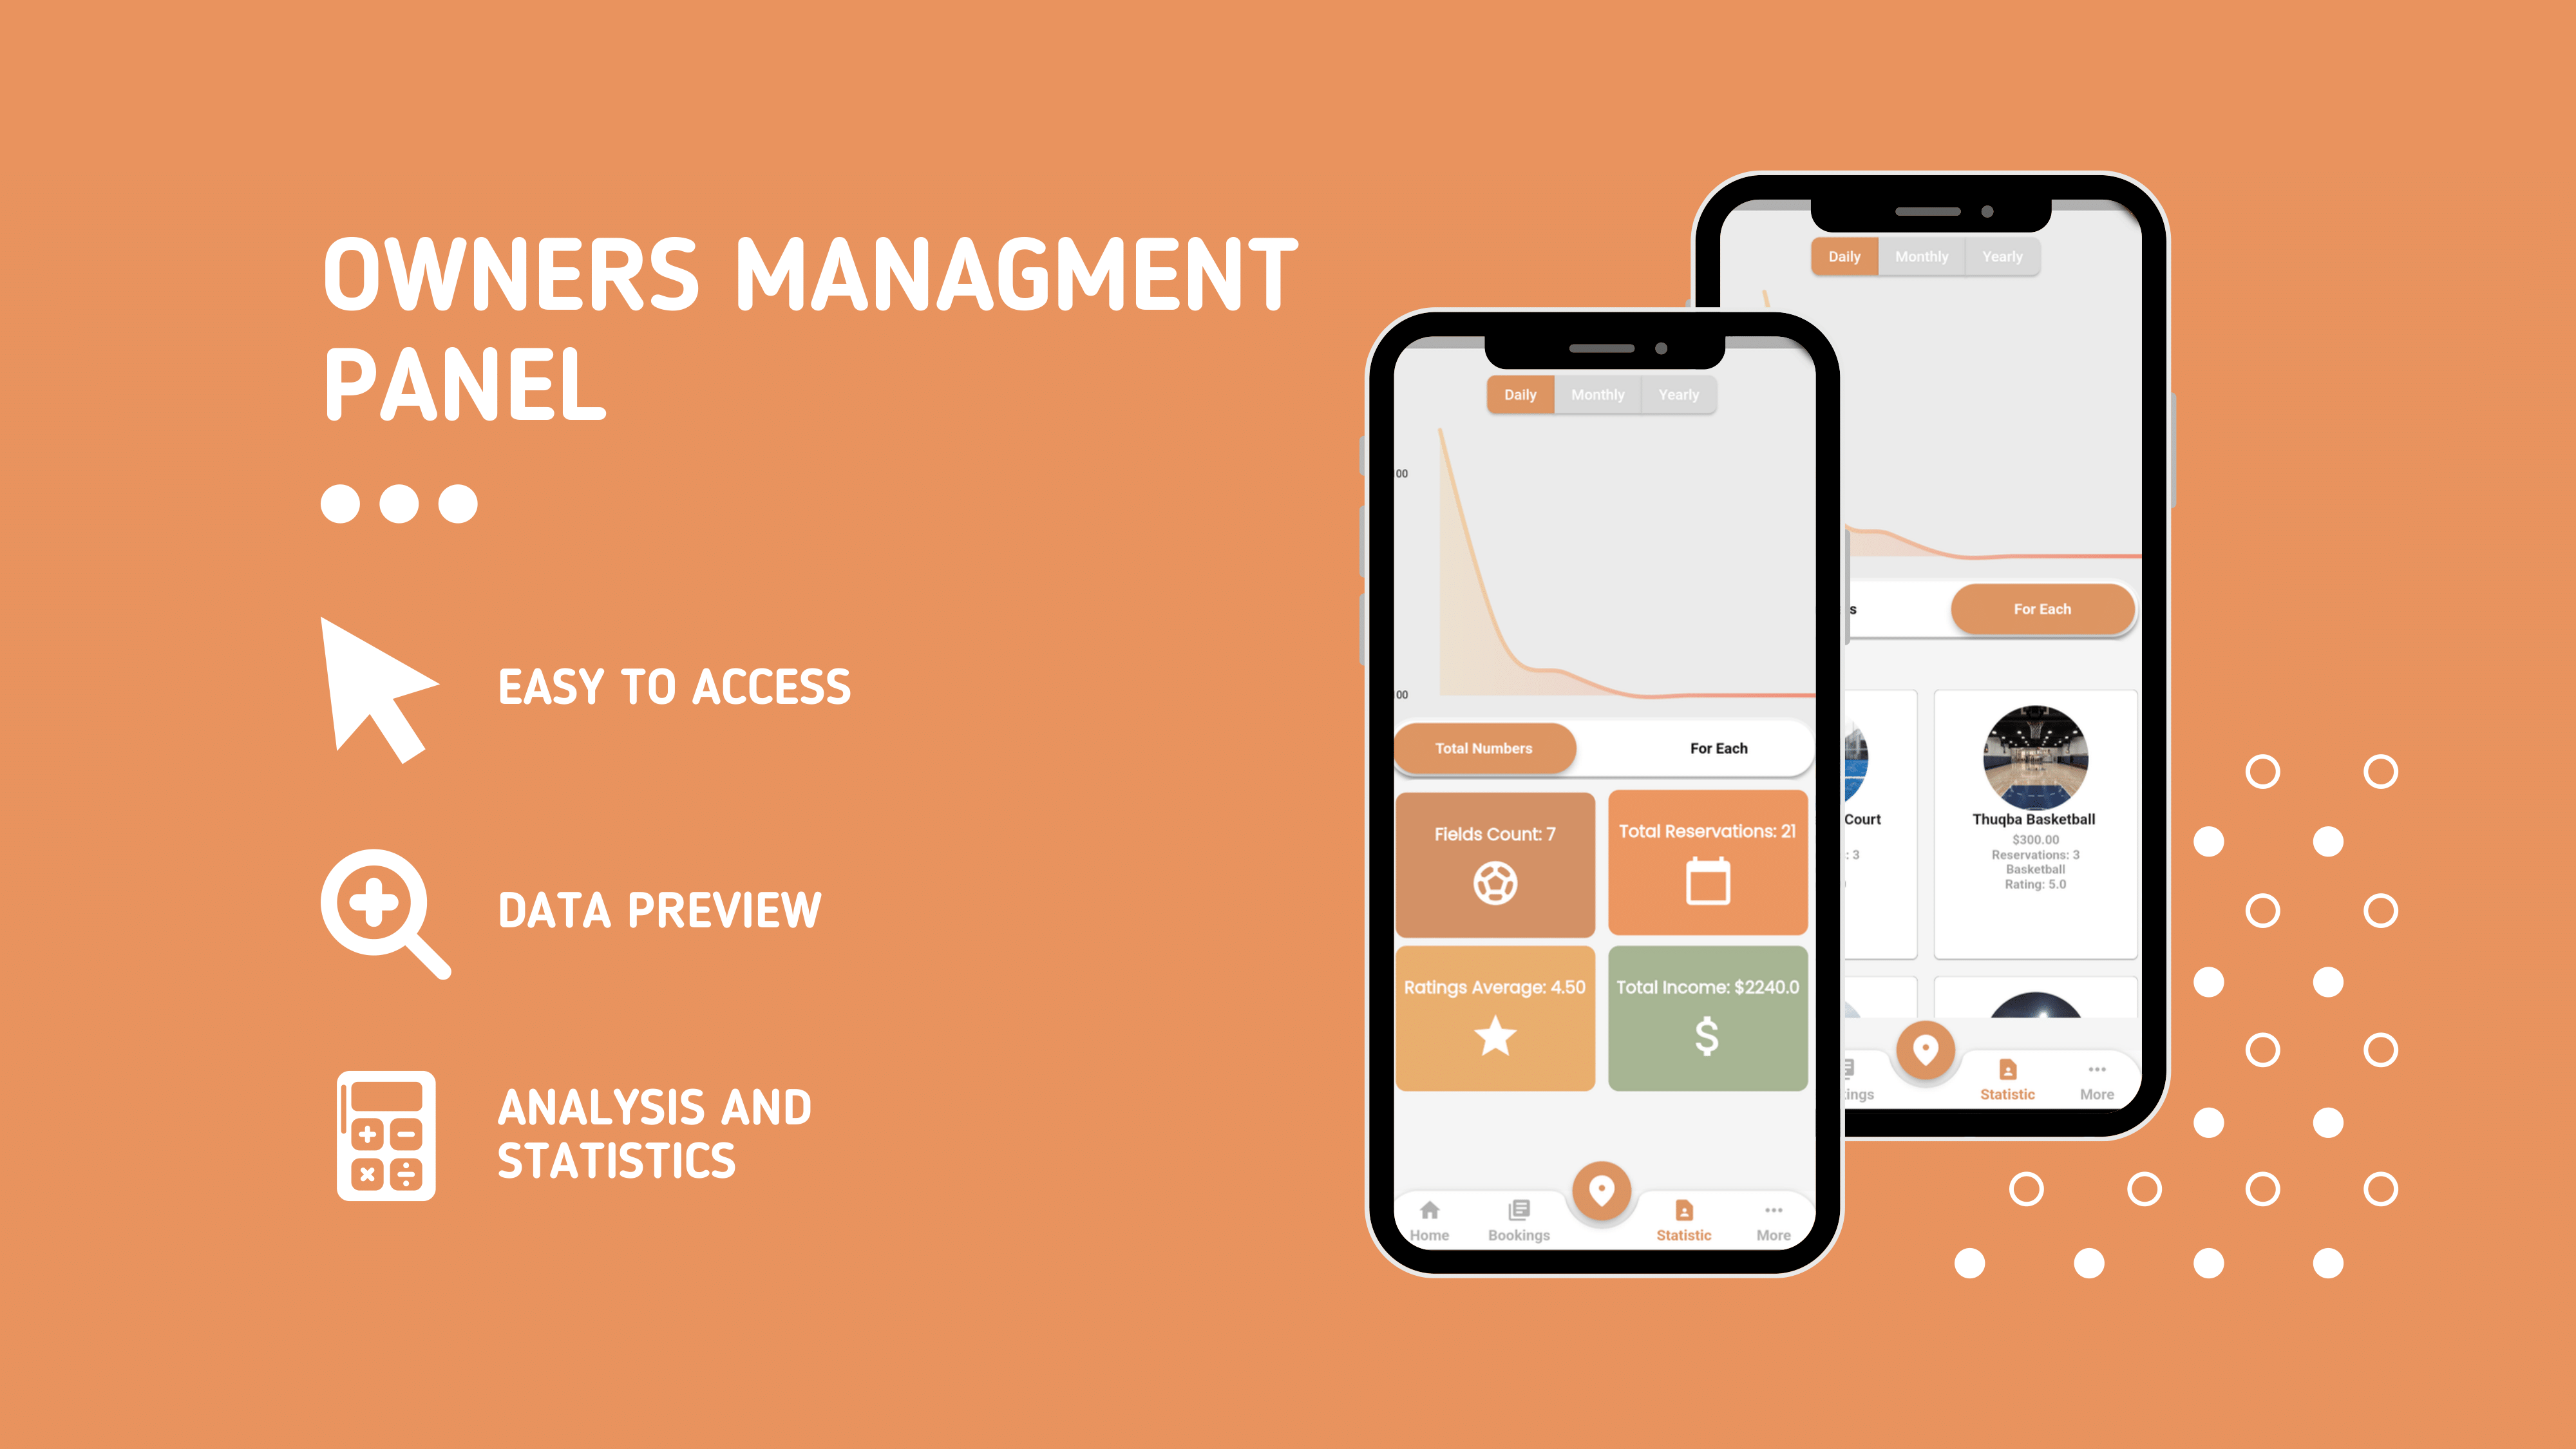 OWNERS MANAGMENT
PANEL
EASY TO ACCESS
DATA PREVIEW
ANALYSIS AND
STATISTICS
Daily Monthly Yearly
00
00
Total Numbers For Each
Fields Count: 7 Total Reservations: 21
Ratings Average: 4.50 Total Income: $2240.0
Home Bookings Statistic More
Daily Monthly Yearly
s For Each
Court Thuqba Basketball
$300.00
: 3 Reservations: 3
Basketball
Rating: 5.0
ings Statistic More